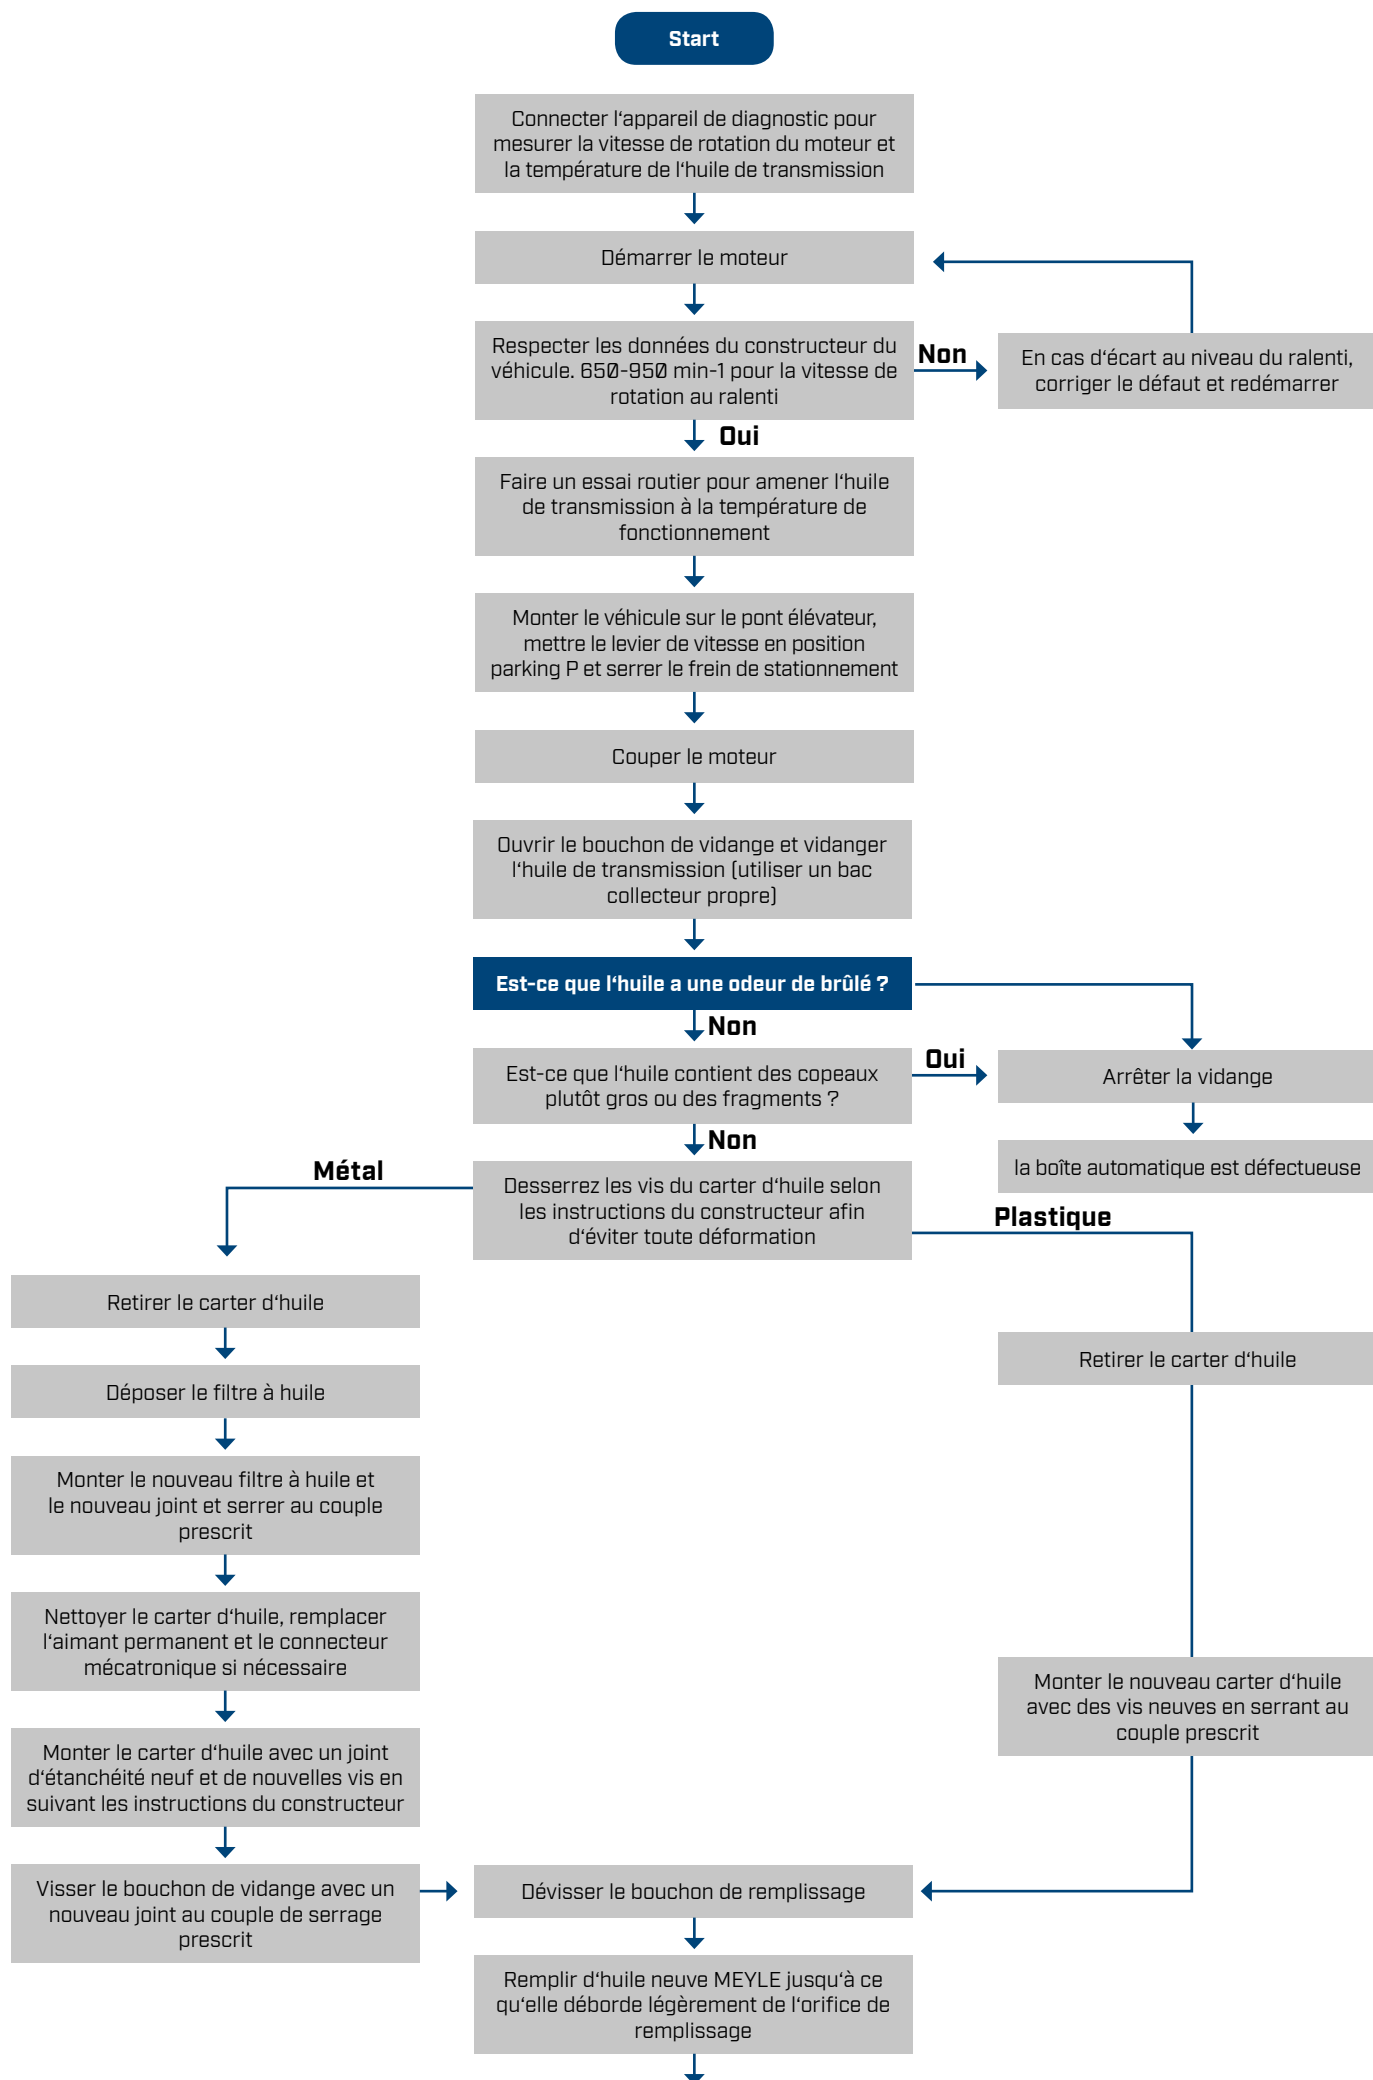 Start
Connecter l‘appareil de diagnostic pour
mesurer la vitesse de rotation du moteur et
la température de l‘huile de transmission
Démarrer le moteur
Respecter les données du constructeur du
véhicule. 650-950 min-1 pour la vitesse de
rotation au ralenti
Non
En cas d‘écart au niveau du ralenti,
corriger le défaut et redémarrer
Oui
Faire un essai routier pour amener l‘huile
de transmission à la température de
fonctionnement
Monter le véhicule sur le pont élévateur,
mettre le levier de vitesse en position
parking P et serrer le frein de stationnement
Couper le moteur
Ouvrir le bouchon de vidange et vidanger
l‘huile de transmission (utiliser un bac
collecteur propre)
Est-ce que l‘huile a une odeur de brûlé ?
Non
Est-ce que l‘huile contient des copeaux
plutôt gros ou des fragments ?
Oui
Arrêter la vidange
la boîte automatique est défectueuse
Non
Desserrez les vis du carter d‘huile selon
les instructions du constructeur afin
d‘éviter toute déformation
Métal
Plastique
Retirer le carter d‘huile
Déposer le filtre à huile
Monter le nouveau filtre à huile et
le nouveau joint et serrer au couple
prescrit
Nettoyer le carter d‘huile, remplacer
l‘aimant permanent et le connecteur
mécatronique si nécessaire
Monter le carter d‘huile avec un joint
d‘étanchéité neuf et de nouvelles vis en
suivant les instructions du constructeur
Visser le bouchon de vidange avec un
nouveau joint au couple de serrage
prescrit
Retirer le carter d‘huile
Monter le nouveau carter d‘huile
avec des vis neuves en serrant au
couple prescrit
Dévisser le bouchon de remplissage
Remplir d‘huile neuve MEYLE jusqu‘à ce
qu‘elle déborde légèrement de l‘orifice de
remplissage